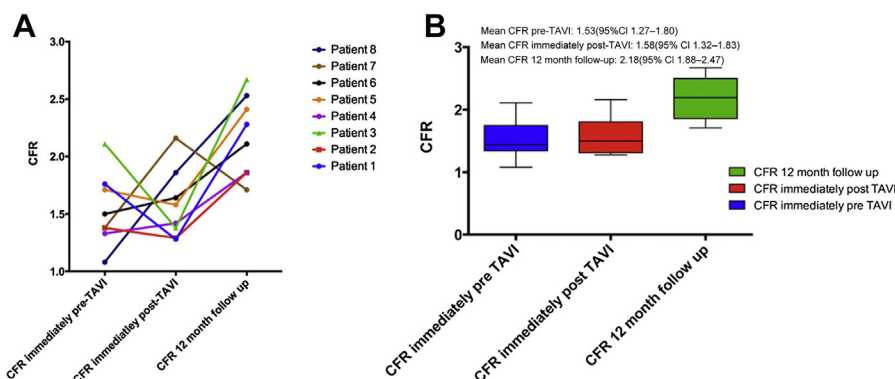 A
3.0
2.5
2.0
1.5
1.0
CFR
CFR immediately pre-TAVI
CFR immediatley post-TAVI
CFR 12 month follow up
Patient 8
Patient 7
Patient 6
Patient 5
Patient 4
Patient 3
Patient 2
Patient 1
B
Mean CFR pre-TAVI: 1.53(95%CI 1.27–1.80)
Mean CFR immediately post-TAVI: 1.58(95% CI 1.32–1.83)
Mean CFR 12 month follow-up: 2.18(95% CI 1.88–2.47)
3
2
1
0
CFR
CFR immediately pre TAVI
CFR immediately post TAVI
CFR 12 month follow up
CFR 12 month follow up
CFR immediately post TAVI
CFR immediately pre TAVI